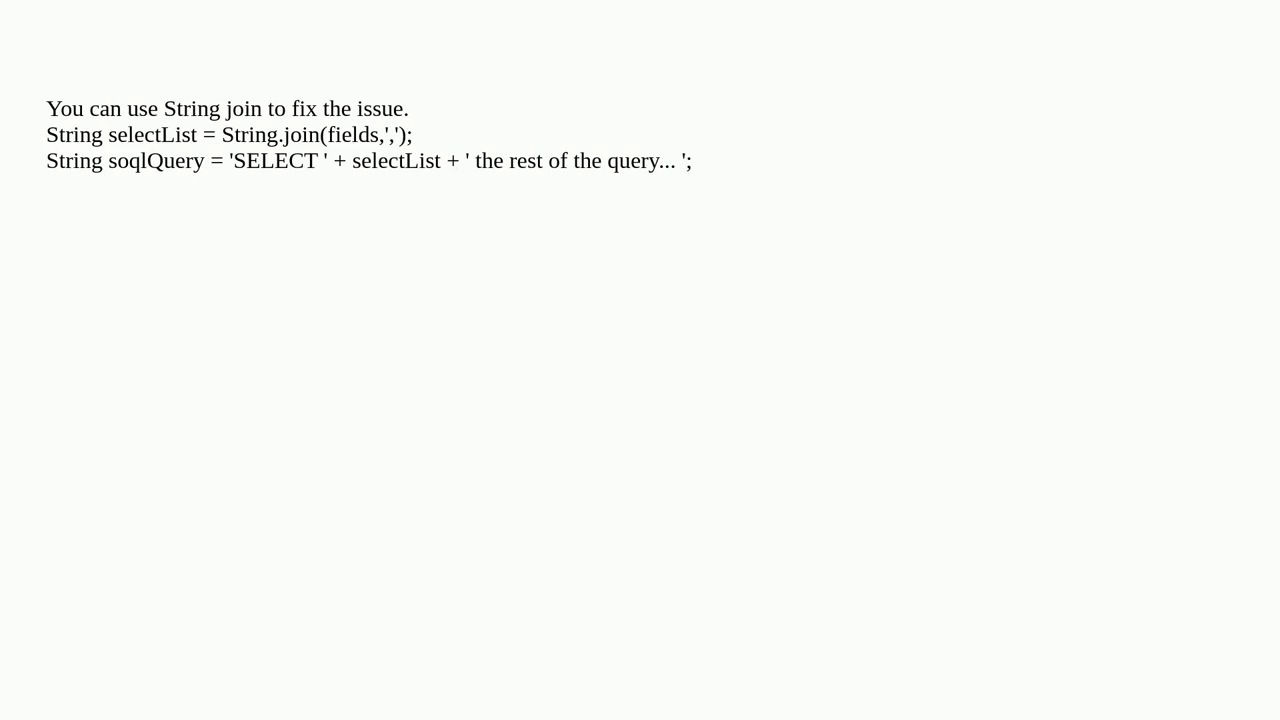 You can use String join to fix the issue.
String selectList = String.join(fields,',');
String soqlQuery = 'SELECT ' + selectList + ' the rest of the query... ';